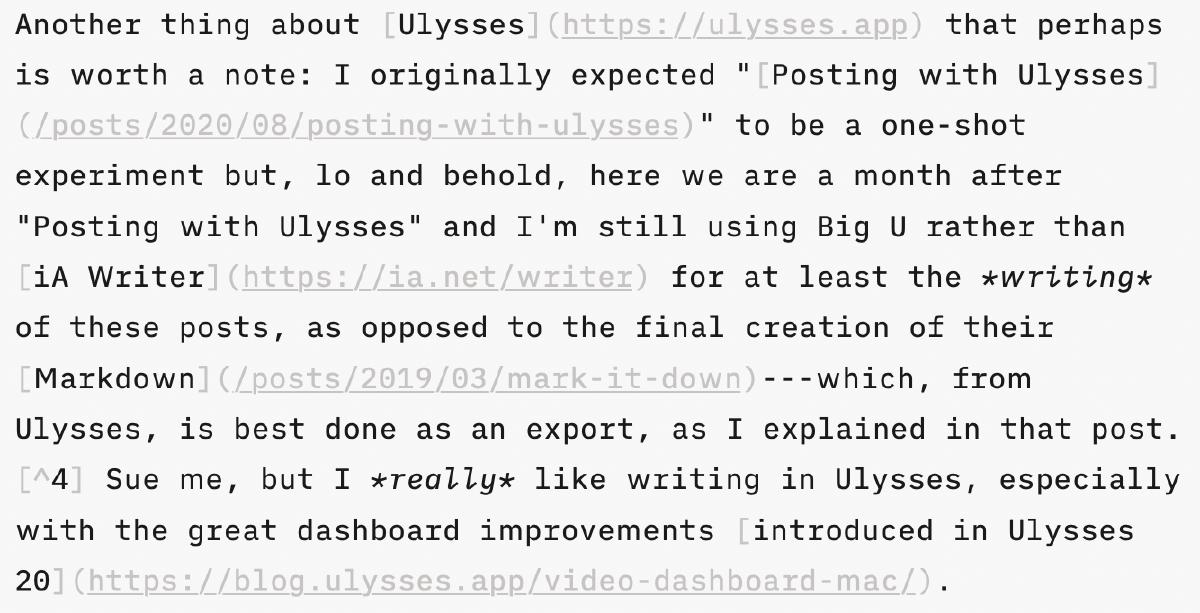 Another thing about [Ulysses](https://ulysses.app) that perhaps
is worth a note: I originally expected "[Posting with Ulysses]
(/posts/2020/08/posting-with-ulysses)" to be a one-shot
experiment but, lo and behold, here we are a month after
"Posting with Ulysses" and I'm still using Big U rather than
[iA Writer](https://ia.net/writer) for at least the *writing*
of these posts, as opposed to the final creation of their
[Markdown](/posts/2019/03/mark-it-down)---which, from
Ulysses, is best done as an export, as I explained in that post.
[^4] Sue me, but I *really* like writing in Ulysses, especially
with the great dashboard improvements [introduced in Ulysses
20](https://blog.ulysses.app/video-dashboard-mac/).